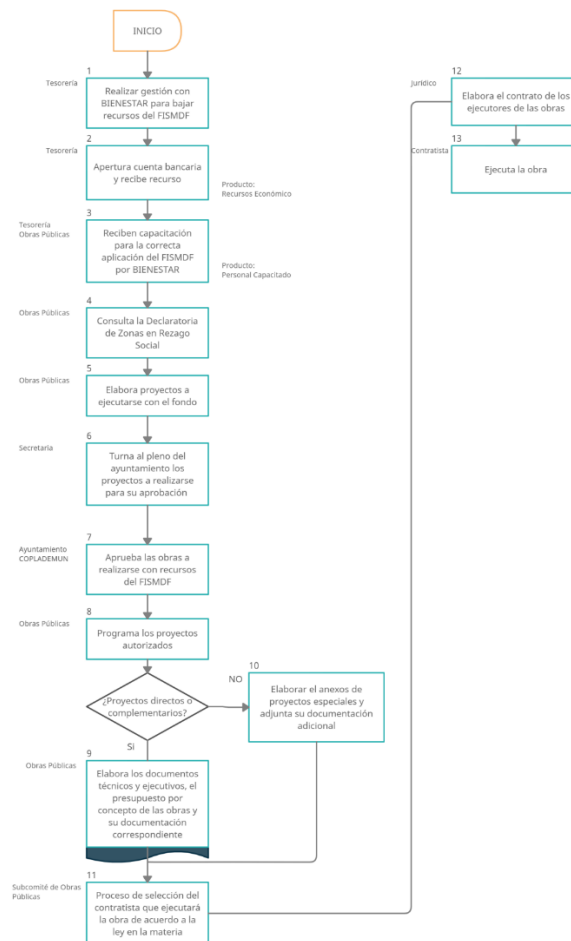 INICIO
1
Tesorería
Realizar gestión con
BIENESTAR para bajar
recursos del FISMDF
2
Tesorería
Apertura cuenta bancaria
y recibe recurso
Producto:
Recursos Económico
3
Tesorería
Obras Públicas
Reciben capacitación
para la correcta
aplicación del FISMDF
por BIENESTAR
Producto:
Personal Capacitado
4
Obras Públicas
Consulta la Declaratoria
de Zonas en Rezago
Social
5
Obras Públicas
Elabora proyectos a
ejecutarse con el fondo
6
Secretaria
Turna al pleno del
ayuntamiento los
proyectos a realizarse
para su aprobación
7
Ayuntamiento
COPLADEMUN
Aprueba las obras a
realizarse con recursos
del FISMDF
8
Obras Públicas
Programa los proyectos
autorizados
¿Proyectos directos o
complementarios?
NO
10
Elaborar el anexos de
proyectos especiales y
adjunta su documentación
adicional
Si
9
Obras Públicas
Elabora los documentos
técnicos y ejecutivos, el
presupuesto por
concepto de las obras y
su documentación
correspondiente
11
Subcomité de Obras
Públicas
Proceso de selección del
contratista que ejecutará
la obra de acuerdo a la
ley en la materia
12
Jurídico
Elabora el contrato de los
ejecutores de las obras
13
Contratista
Ejecuta la obra